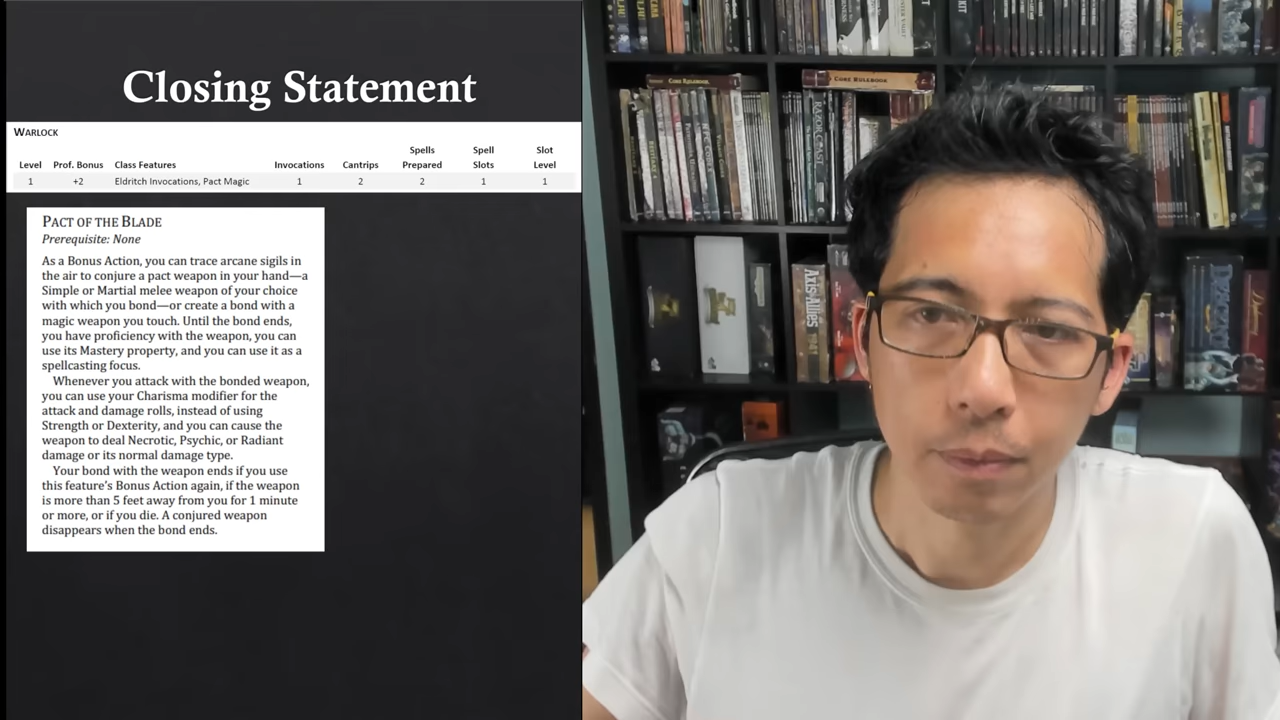 Closing Statement
WARLOCK
Level Prof. Bonus Class Features Invocations Cantrips Spells Prepared Spell Slots Slot Level
1 +2 Eldritch Invocations, Pact Magic 1 2 2 1 1
PACT OF THE BLADE
Prerequisite: None
As a Bonus Action, you can trace arcane sigils in
the air to conjure a pact weapon in your hand—a
Simple or Martial melee weapon of your choice
with which you bond—or create a bond with a
magic weapon you touch. Until the bond ends,
you have proficiency with the weapon, you can
use its Mastery property, and you can use it as a
spellcasting focus.
Whenever you attack with the bonded weapon,
you can use your Charisma modifier for the
attack and damage rolls, instead of using
Strength or Dexterity, and you can cause the
weapon to deal Necrotic, Psychic, or Radiant
damage or its normal damage type.
Your bond with the weapon ends if you use
this feature's Bonus Action again, if the weapon
is more than 5 feet away from you for 1 minute
or more, or if you die. A conjured weapon
disappears when the bond ends.
CORE RULEBOOK
CORE RULEBOOK
RAZOR COAST
Axis & Allies 1941
DESCENT